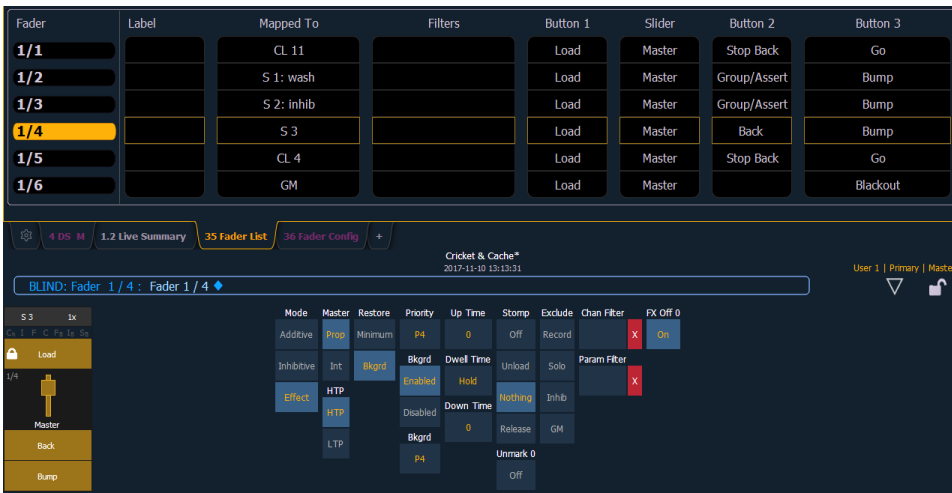 Fader Label Mapped To Filters Button 1 Slider Button 2 Button 3
1/1 CL 11 Load Master Stop Back Go
1/2 S 1: wash Load Master Group/Assert Bump
1/3 S 2: inhib Load Master Group/Assert Bump
1/4 S 3 Load Master Back Bump
1/5 CL 4 Load Master Stop Back Go
1/6 GM Load Master Blackout
4 DS M 1.2 Live Summary 35 Fader List 36 Fader Config +
Cricket & Cache*
2017-11-10 13:13:31
User 1 | Primary | Maste
BLIND: Fader 1 / 4 : Fader 1 / 4
S 3 1x
Load
1/4
Master
Back
Bump
Mode Master Restore Priority Up Time Stomp Exclude Chan Filter FX Off 0
Additive Prop Minimum P4 0 Off Record X On
Bkgrd Dwell Time Param Filter
Inhibitive Int Bkgrd Enabled Hold Unload Solo X
HTP Down Time
Effect HTP Disabled 0 Nothing Inhib
Bkgrd
LTP P4 Release GM
Unmark 0
Off